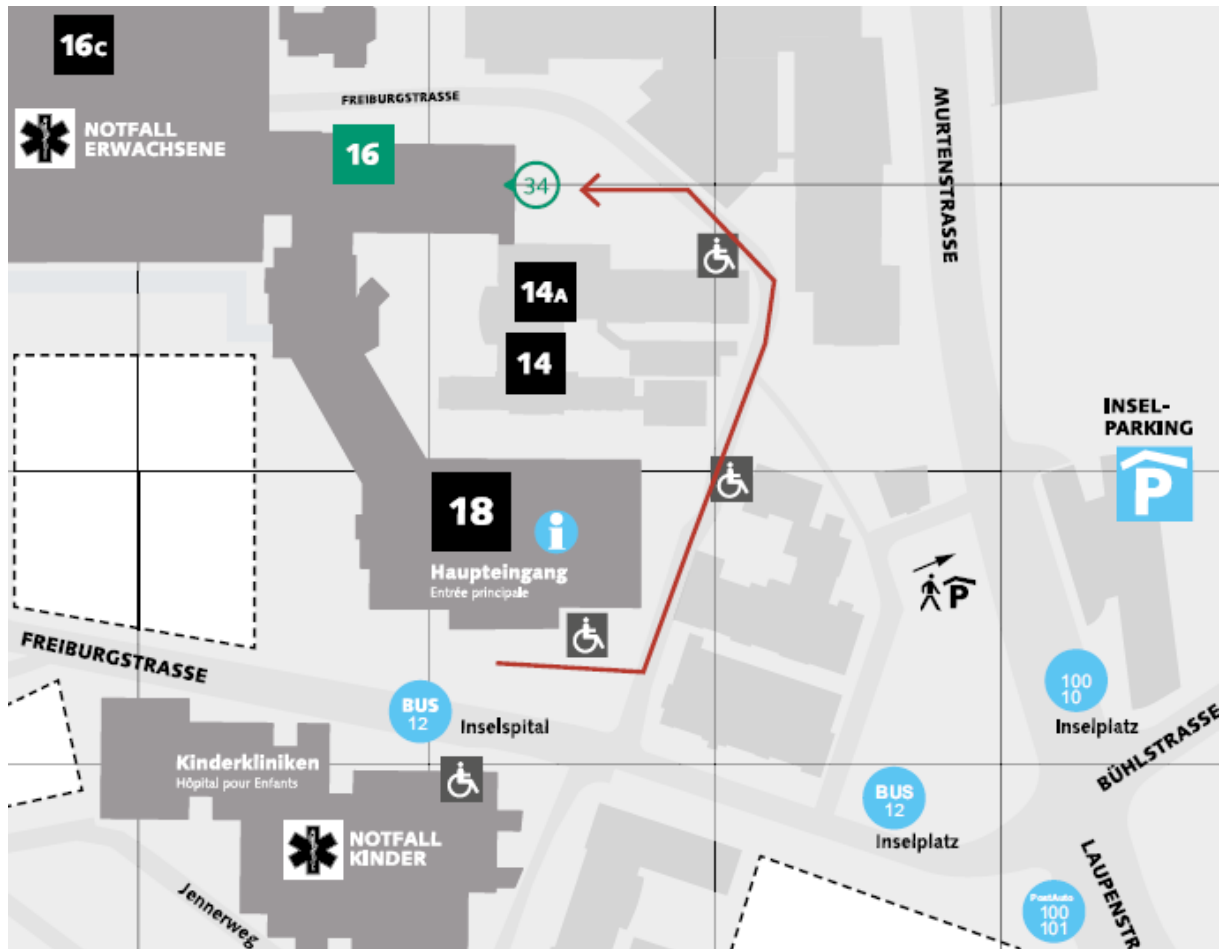 16C
FREIBURGSTRASSE
NOTFALL
ERWACHSENE
16
34
MURTENSTRASSE
14A
14
INSEL-
PARKING
P
18
i
Haupteingang
Entrée principale
P
FREIBURGSTRASSE
BUS
12
Inselspital
100
10
Inselplatz
Kinderkliniken
Hôpital pour Enfants
BÜHLSTRASSE
BUS
12
Inselplatz
NOTFALL
KINDER
Jennerweg
PostAuto
100
101
LAUPENSTR